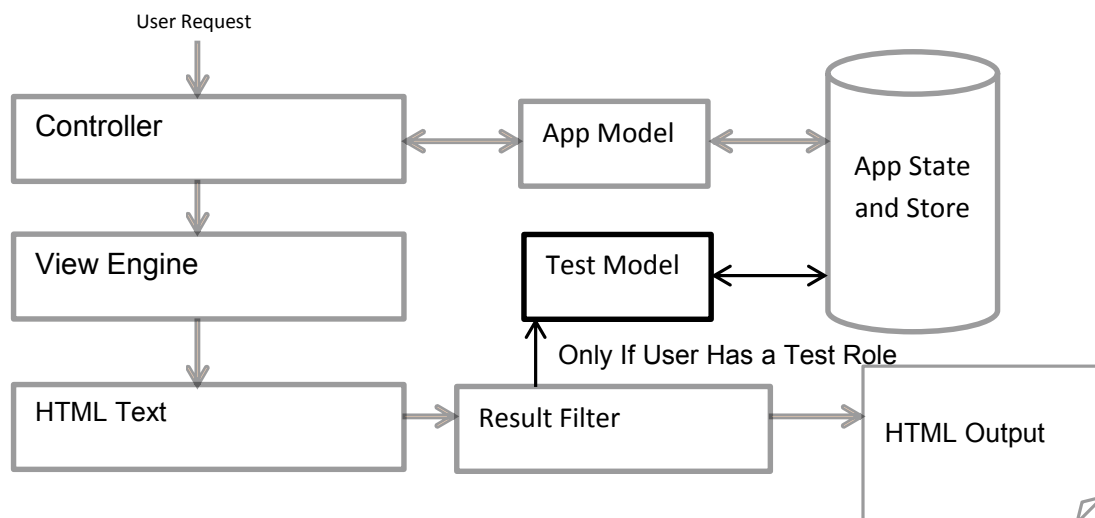 User Request
Controller
App Model
App State
and Store
View Engine
Test Model
Only If User Has a Test Role
HTML Text
Result Filter
HTML Output